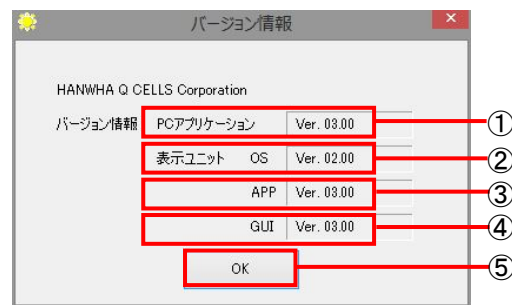 バージョン情報
HANWHA Q CELLS Corporation
バージョン情報 PCアプリケーション Ver. 03.00 ①
表示ユニット OS Ver. 02.00 ②
APP Ver. 03.00 ③
GUI Ver. 03.00 ④
OK ⑤